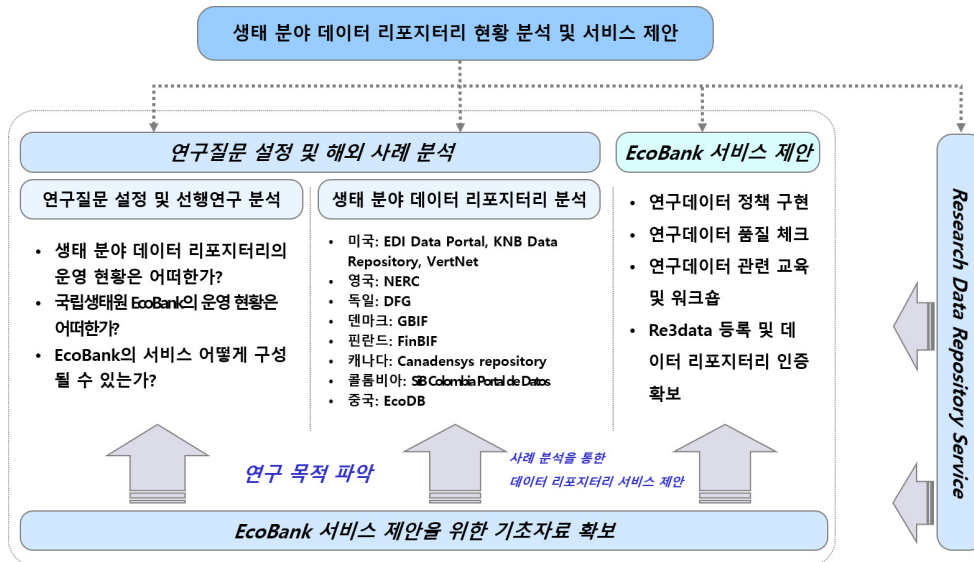 생태 분야 데이터 리포지터리 현황 분석 및 서비스 제안
연구질문 설정 및 해외 사례 분석
연구질문 설정 및 선행연구 분석
• 생태 분야 데이터 리포지터리의
운영 현황은 어떠한가?
• 국립생태원 EcoBank의 운영 현황은
어떠한가?
• EcoBank의 서비스 어떻게 구성
될 수 있는가?
생태 분야 데이터 리포지터리 분석
• 미국: EDI Data Portal, KNB Data
Repository, VertNet
• 영국: NERC
• 독일: DFG
• 덴마크: GBIF
• 핀란드: FinBIF
• 캐나다: Canadensys repository
• 콜롬비아: SiB Colombia Portal de Datos
• 중국: EcoDB
EcoBank 서비스 제안
• 연구데이터 정책 구현
• 연구데이터 품질 체크
• 연구데이터 관련 교육
및 워크숍
• Re3data 등록 및 데
이터 리포지터리 인증
확보
Research Data Repository Service
연구 목적 파악
사례 분석을 통한
데이터 리포지터리 서비스 제안
EcoBank 서비스 제안을 위한 기초자료 확보